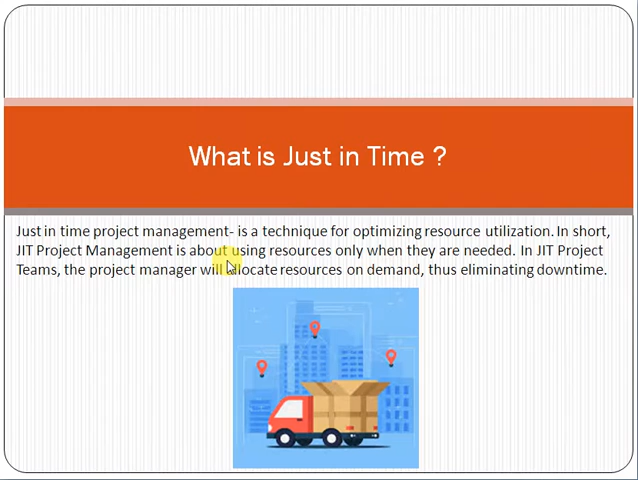 What is Just in Time ?
Just in time project management- is a technique for optimizing resource utilization. In short,
JIT Project Management is about using resources only when they are needed.  In JIT Project
Teams, the project manager will allocate resources on demand, thus eliminating downtime.